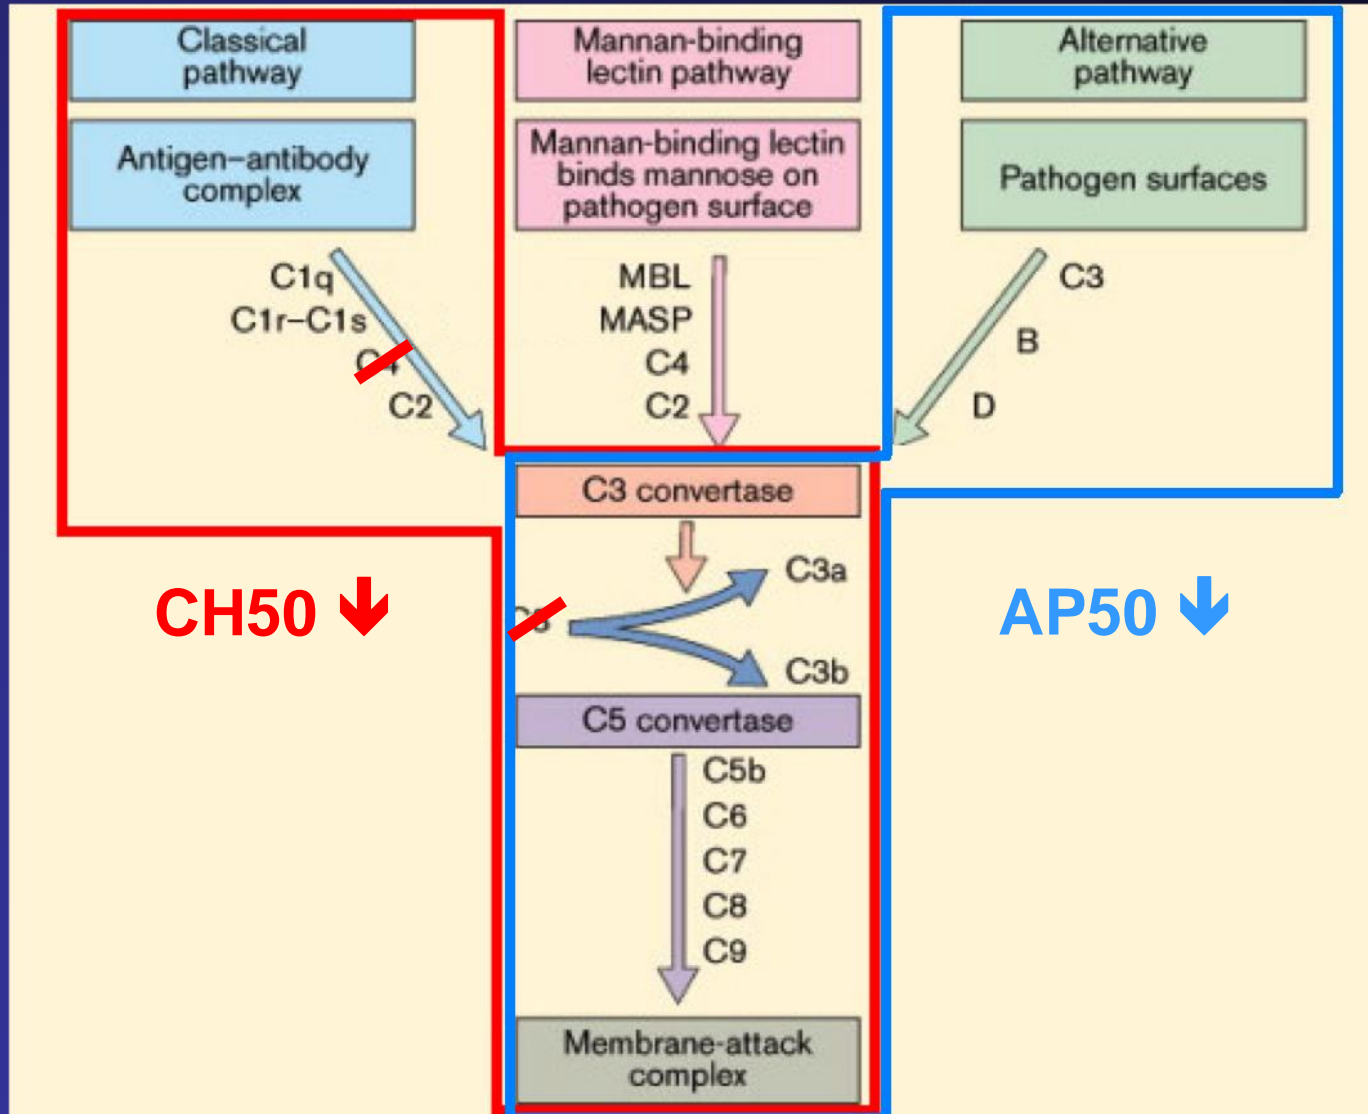 Classical
pathway
Mannan-binding
lectin pathway
Alternative
pathway
Antigen–antibody
complex
Mannan-binding lectin
binds mannose on
pathogen surface
Pathogen surfaces
C1q
C1r–C1s
C4
C2
MBL
MASP
C4
C2
C3
B
D
C3 convertase
C3a
C3b
CH50 ↓
AP50 ↓
C5 convertase
C5b
C6
C7
C8
C9
Membrane-attack
complex